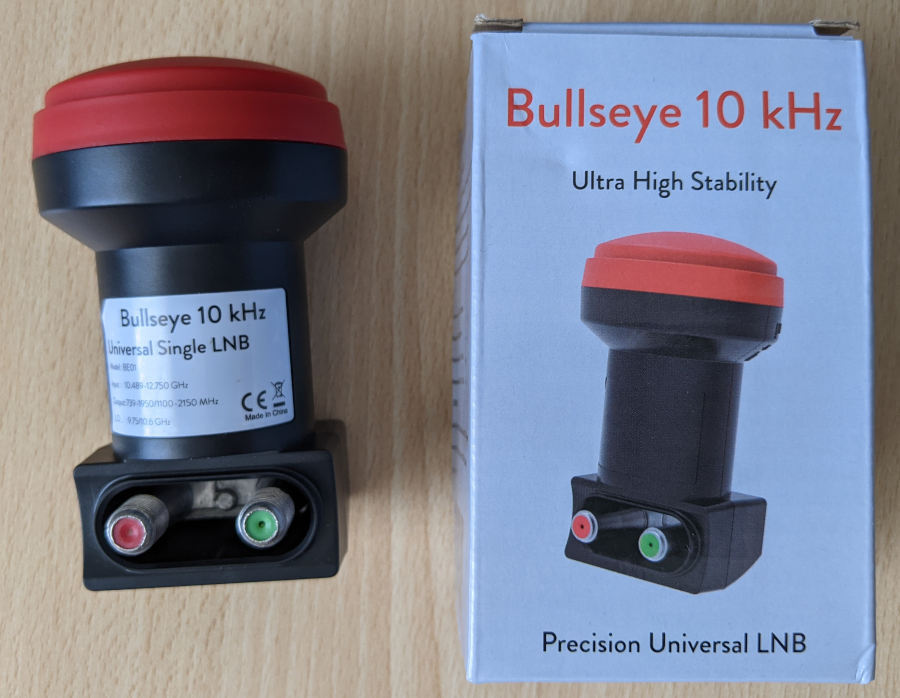 Bullseye 10 kHz
Universal Single LNB
Model: BE01
Input: 10.489-12.750 GHz
Output:739-1950/1100-2150 MHz
L.O. 9.75/10.6 GHz
CE
Made in China
Bullseye 10 kHz
Ultra High Stability
Precision Universal LNB